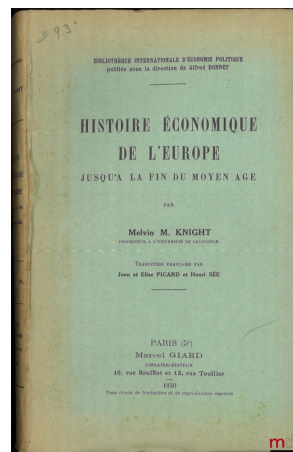 293
BIBLIOTHÈQUE INTERNATIONALE D'ÉCONOMIE POLITIQUE
publiée sous la direction de Alfred BONNET
HISTOIRE ÉCONOMIQUE
DE L'EUROPE
JUSQU'A LA FIN DU MOYEN AGE
PAR
Melvin M. KNIGHT
PROFESSEUR A L'UNIVERSITÉ DE CALIFORNIE
TRADUCTION FRANÇAISE PAR
Jean et Elise PICARD et Henri SÉE
PARIS (5e)
Marcel GIARD
LIBRAIRE-ÉDITEUR
16, rue Soufflot et 12, rue Toullier
1930
Tous droits de traduction et de reproduction réservés